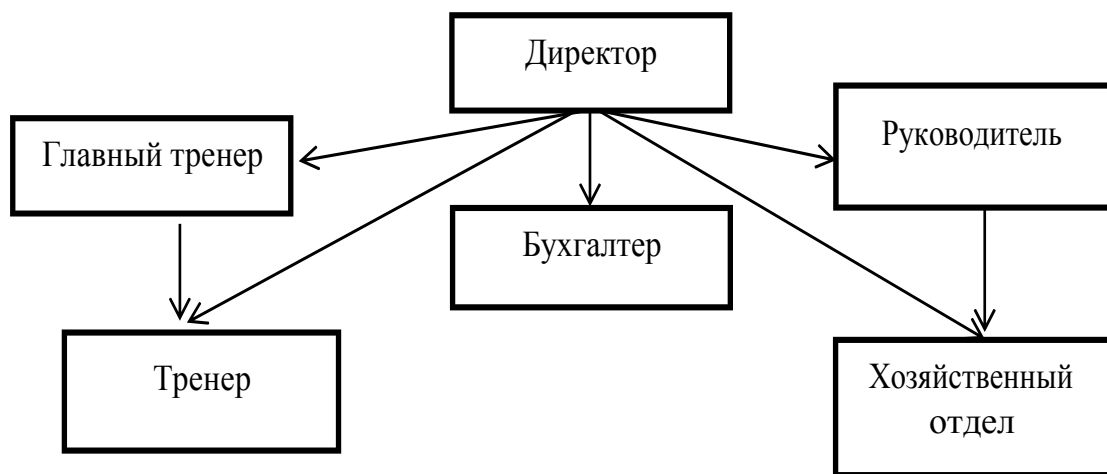 Директор
Главный тренер
Руководитель
Бухгалтер
Тренер
Хозяйственный
отдел